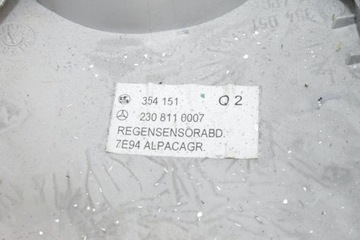 354 151 Q 2
230 811 0007
REGENSENSORABD.
7E94 ALPACAGR.